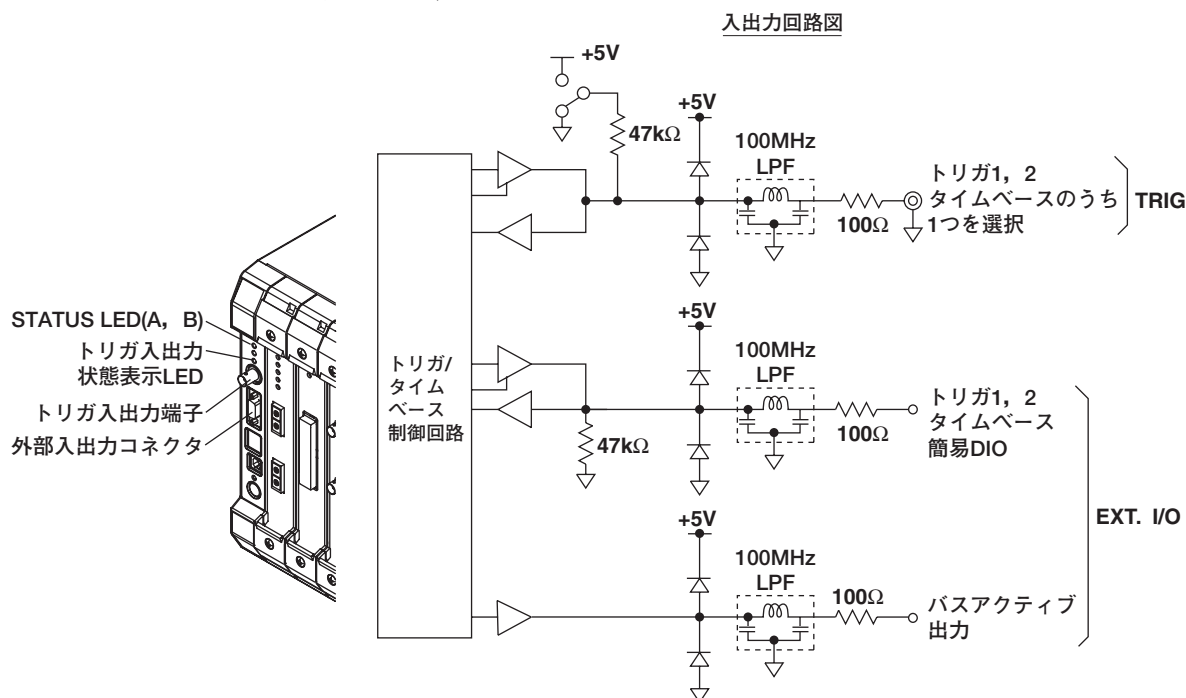 入出力回路図
+5V
47kΩ
+5V
100MHz
LPF
100Ω
トリガ1，2
タイムベースのうち
1つを選択
TRIG
STATUS LED(A，B)
トリガ入出力
状態表示LED
トリガ入出力端子
外部入出力コネクタ
トリガ/
タイム
ベース
制御回路
+5V
100MHz
LPF
47kΩ
100Ω
トリガ1，2
タイムベース
簡易DIO
EXT. I/O
+5V
100MHz
LPF
100Ω
バスアクティブ
出力